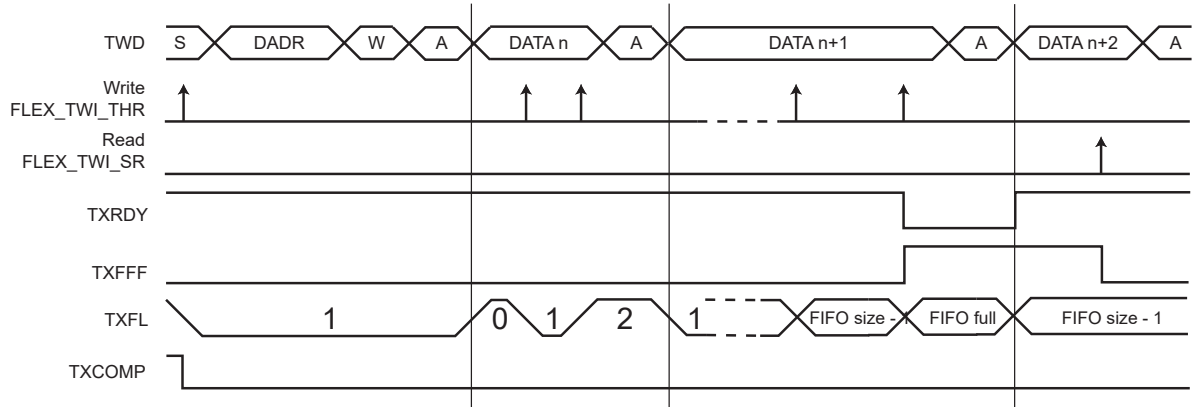 TWD S DADR W A DATA n A DATA n+1 A DATA n+2 A
Write
FLEX_TWI_THR
Read
FLEX_TWI_SR
TXRDY
TXFFF
TXFL 1 0 1 2 1 FIFO size - 1 FIFO full FIFO size - 1
TXCOMP